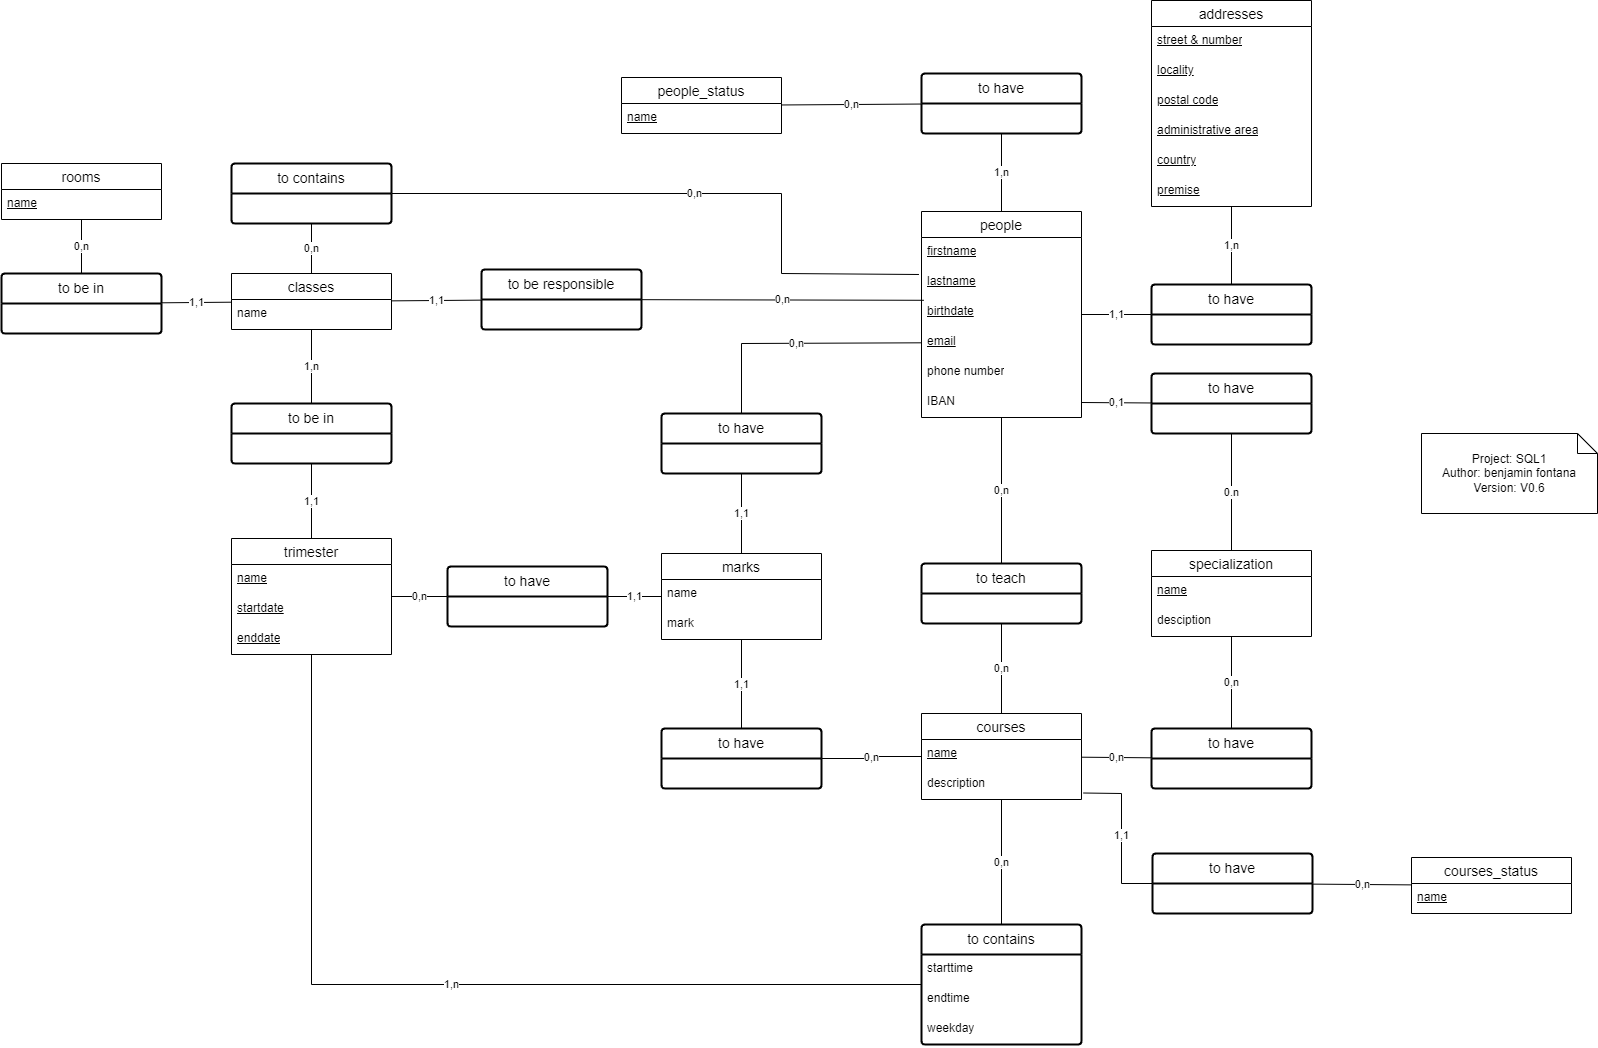 addresses
street & number
locality
postal code
administrative area
country
premise
people_status
name
0,n
to have
1,n
rooms
name
0,n
to be in
1,1
to contains
0,n
0,n
classes
name
1,1
to be responsible
0,n
people
firstname
lastname
birthdate
email
phone number
IBAN
1,n
to have
1,1
0,1
to have
0,n
1,n
to be in
1,1
0,n
to have
1,1
0,n
to teach
0,n
Project: SQL1
Author: benjamin fontana
Version: V0.6
trimester
name
startdate
enddate
0,n
to have
1,1
marks
name
mark
1,1
to have
0,n
specialization
name
desciption
0,n
to have
0,n
courses
name
description
1,1
to have
0,n
courses_status
name
0,n
to contains
starttime
endtime
weekday
1,n